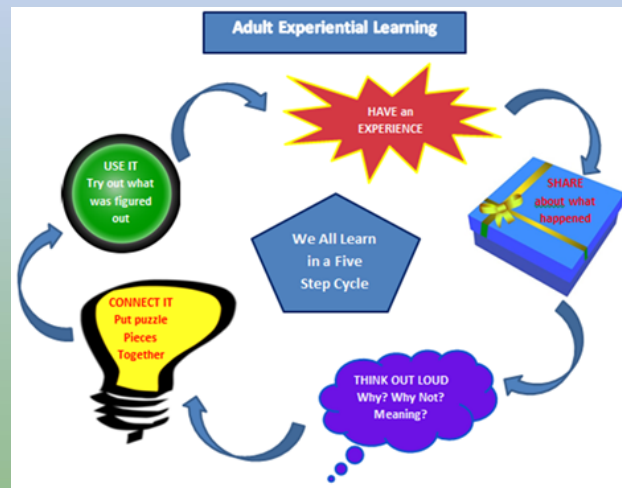 Adult Experiential Learning
HAVE an
EXPERIENCE
SHARE
about what
happened
THINK OUT LOUD
Why? Why Not?
Meaning?
CONNECT IT
Put puzzle
Pieces
Together
USE IT
Try out what
was figured
out
We All Learn
in a Five
Step Cycle